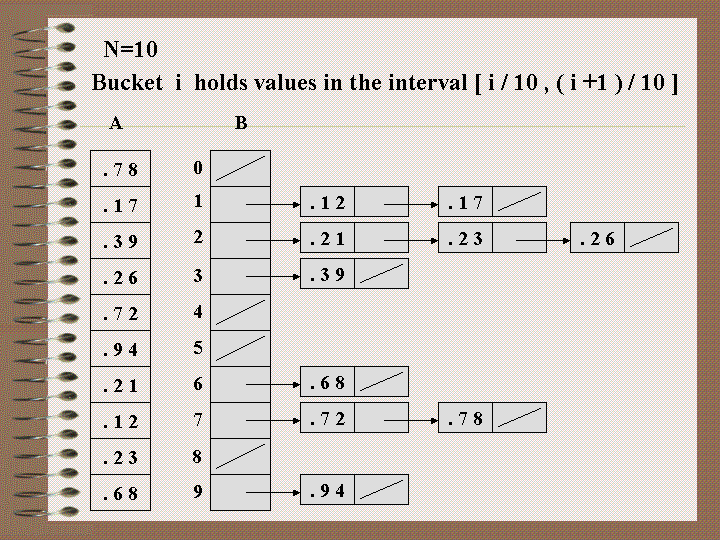 N=10
Bucket i holds values in the interval [ i / 10 , ( i +1 ) / 10 ]
A B
.78 0
.17 1 .12 .17
.39 2 .21 .23 .26
.26 3 .39
.72 4
.94 5
.21 6 .68
.12 7 .72 .78
.23 8
.68 9 .94